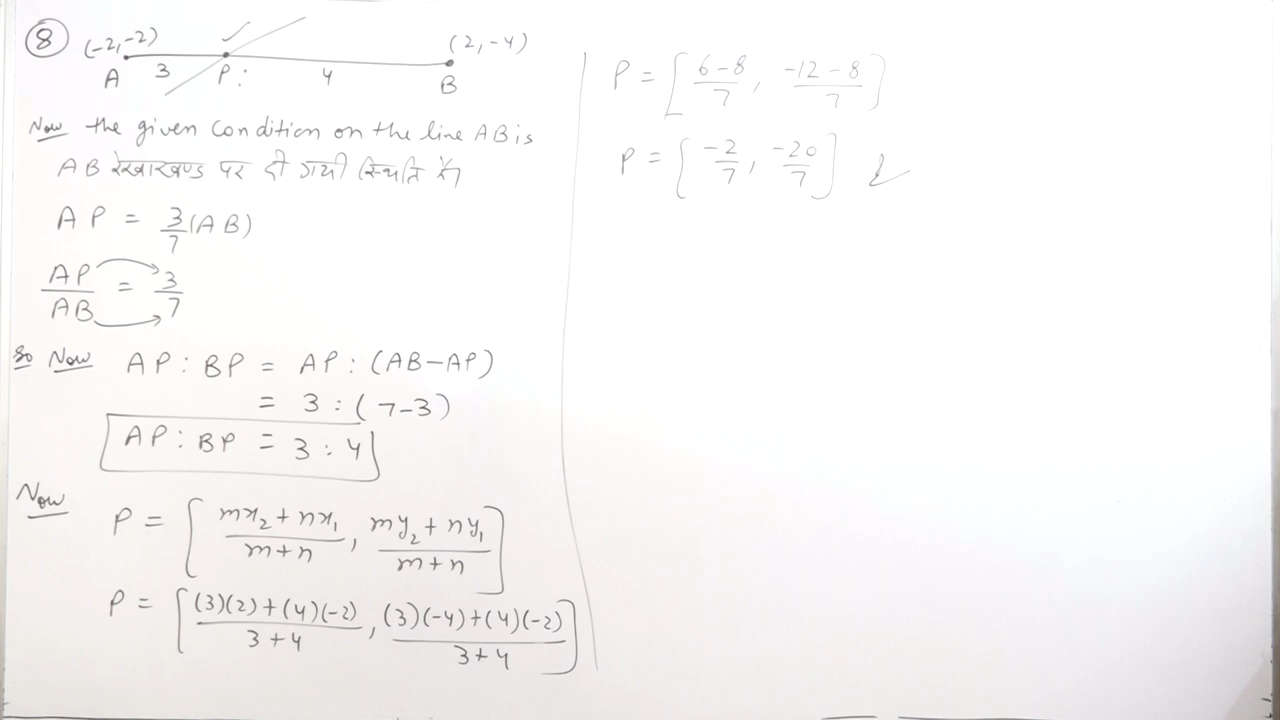 8 (-2,-2) (2,-4)
A 3 P: 4 B
Now the given condition on the line AB is
AB रेखाखण्ड पर दी गयी स्थिति में
AP = 3/7 (AB)
AP/AB = 3/7
So Now AP : BP = AP : (AB-AP)
= 3 : (7-3)
AP : BP = 3 : 4
Now
P = [ (mx₂+nx₁)/(m+n), (my₂+ny₁)/(m+n) ]
P = [ ((3)(2)+(4)(-2))/(3+4), ((3)(-4)+(4)(-2))/(3+4) ]
P = [ (6-8)/7, (-12-8)/7 ]
P = [ -2/7, -20/7 ]